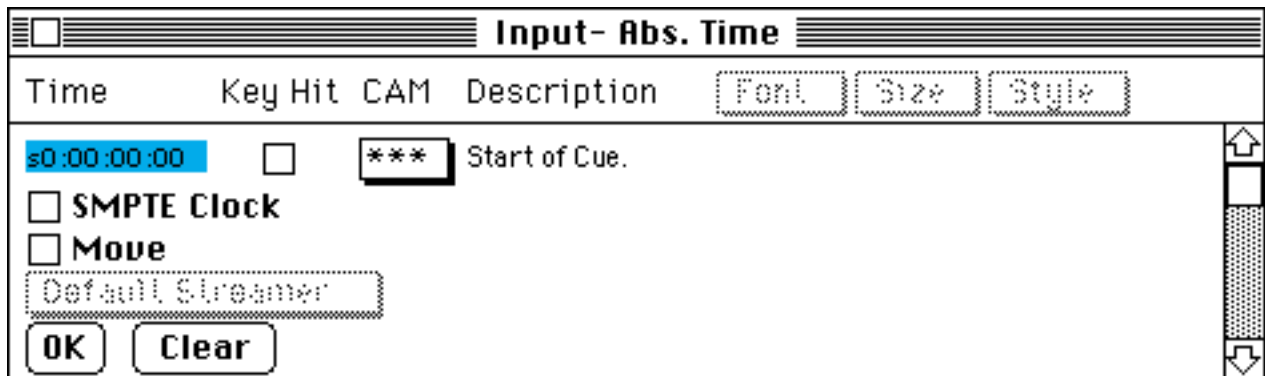 Input- Abs. Time
Time Key Hit CAM Description Font Size Style
s0:00:00:00 *** Start of Cue.
SMPTE Clock
Move
Default Streamer
OK Clear